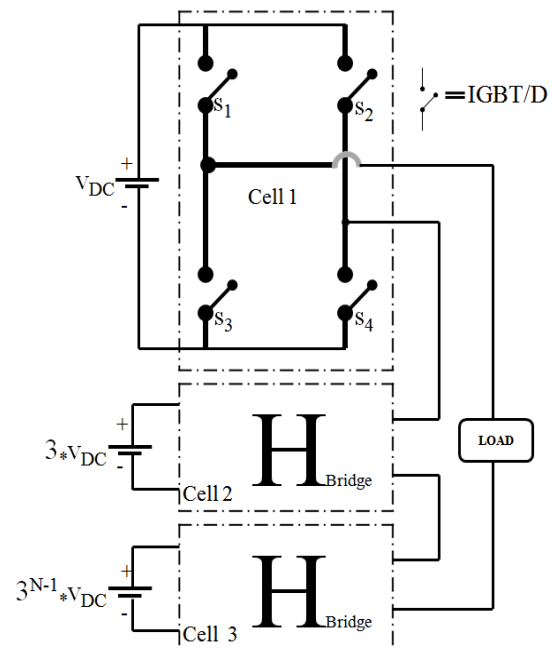 S1
S2
=IGBT/D
+
VDC
-
Cell 1
S3
S4
+
3*VDC
-
H
Bridge
Cell 2
LOAD
+
3N-1*VDC
-
H
Bridge
Cell 3